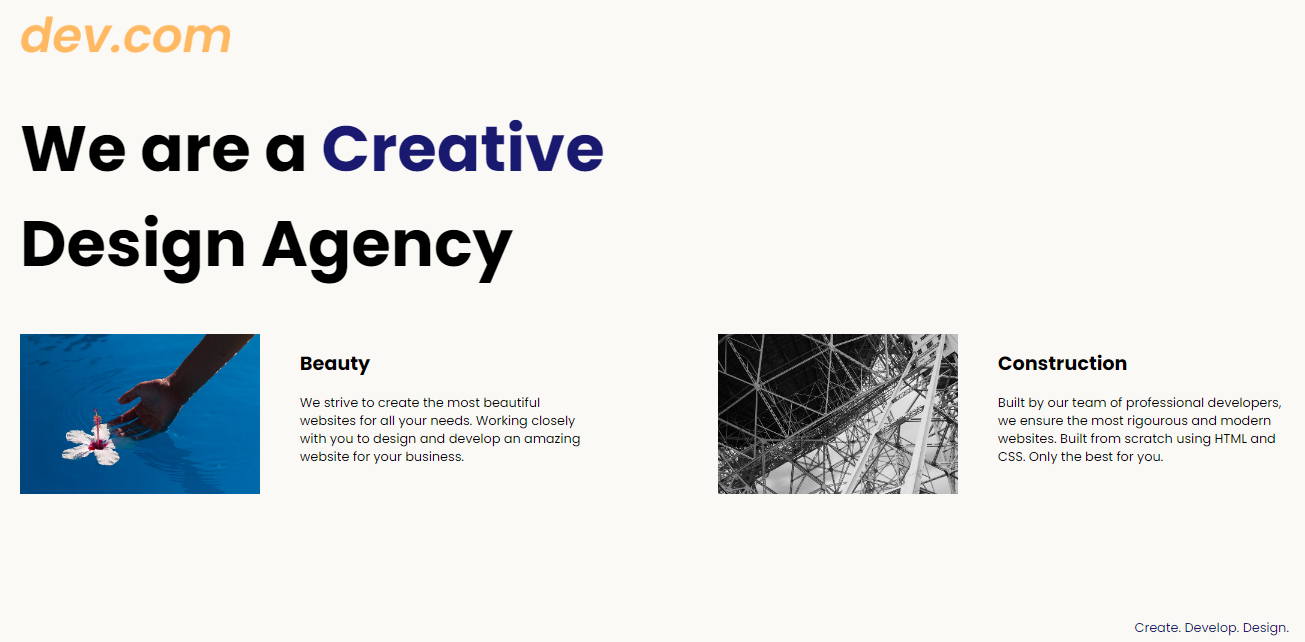 dev.com
We are a Creative
Design Agency
Beauty
We strive to create the most beautiful
websites for all your needs. Working closely
with you to design and develop an amazing
website for your business.
Construction
Built by our team of professional developers,
we ensure the most rigourous and modern
websites. Built from scratch using HTML and
CSS. Only the best for you.
Create. Develop. Design.